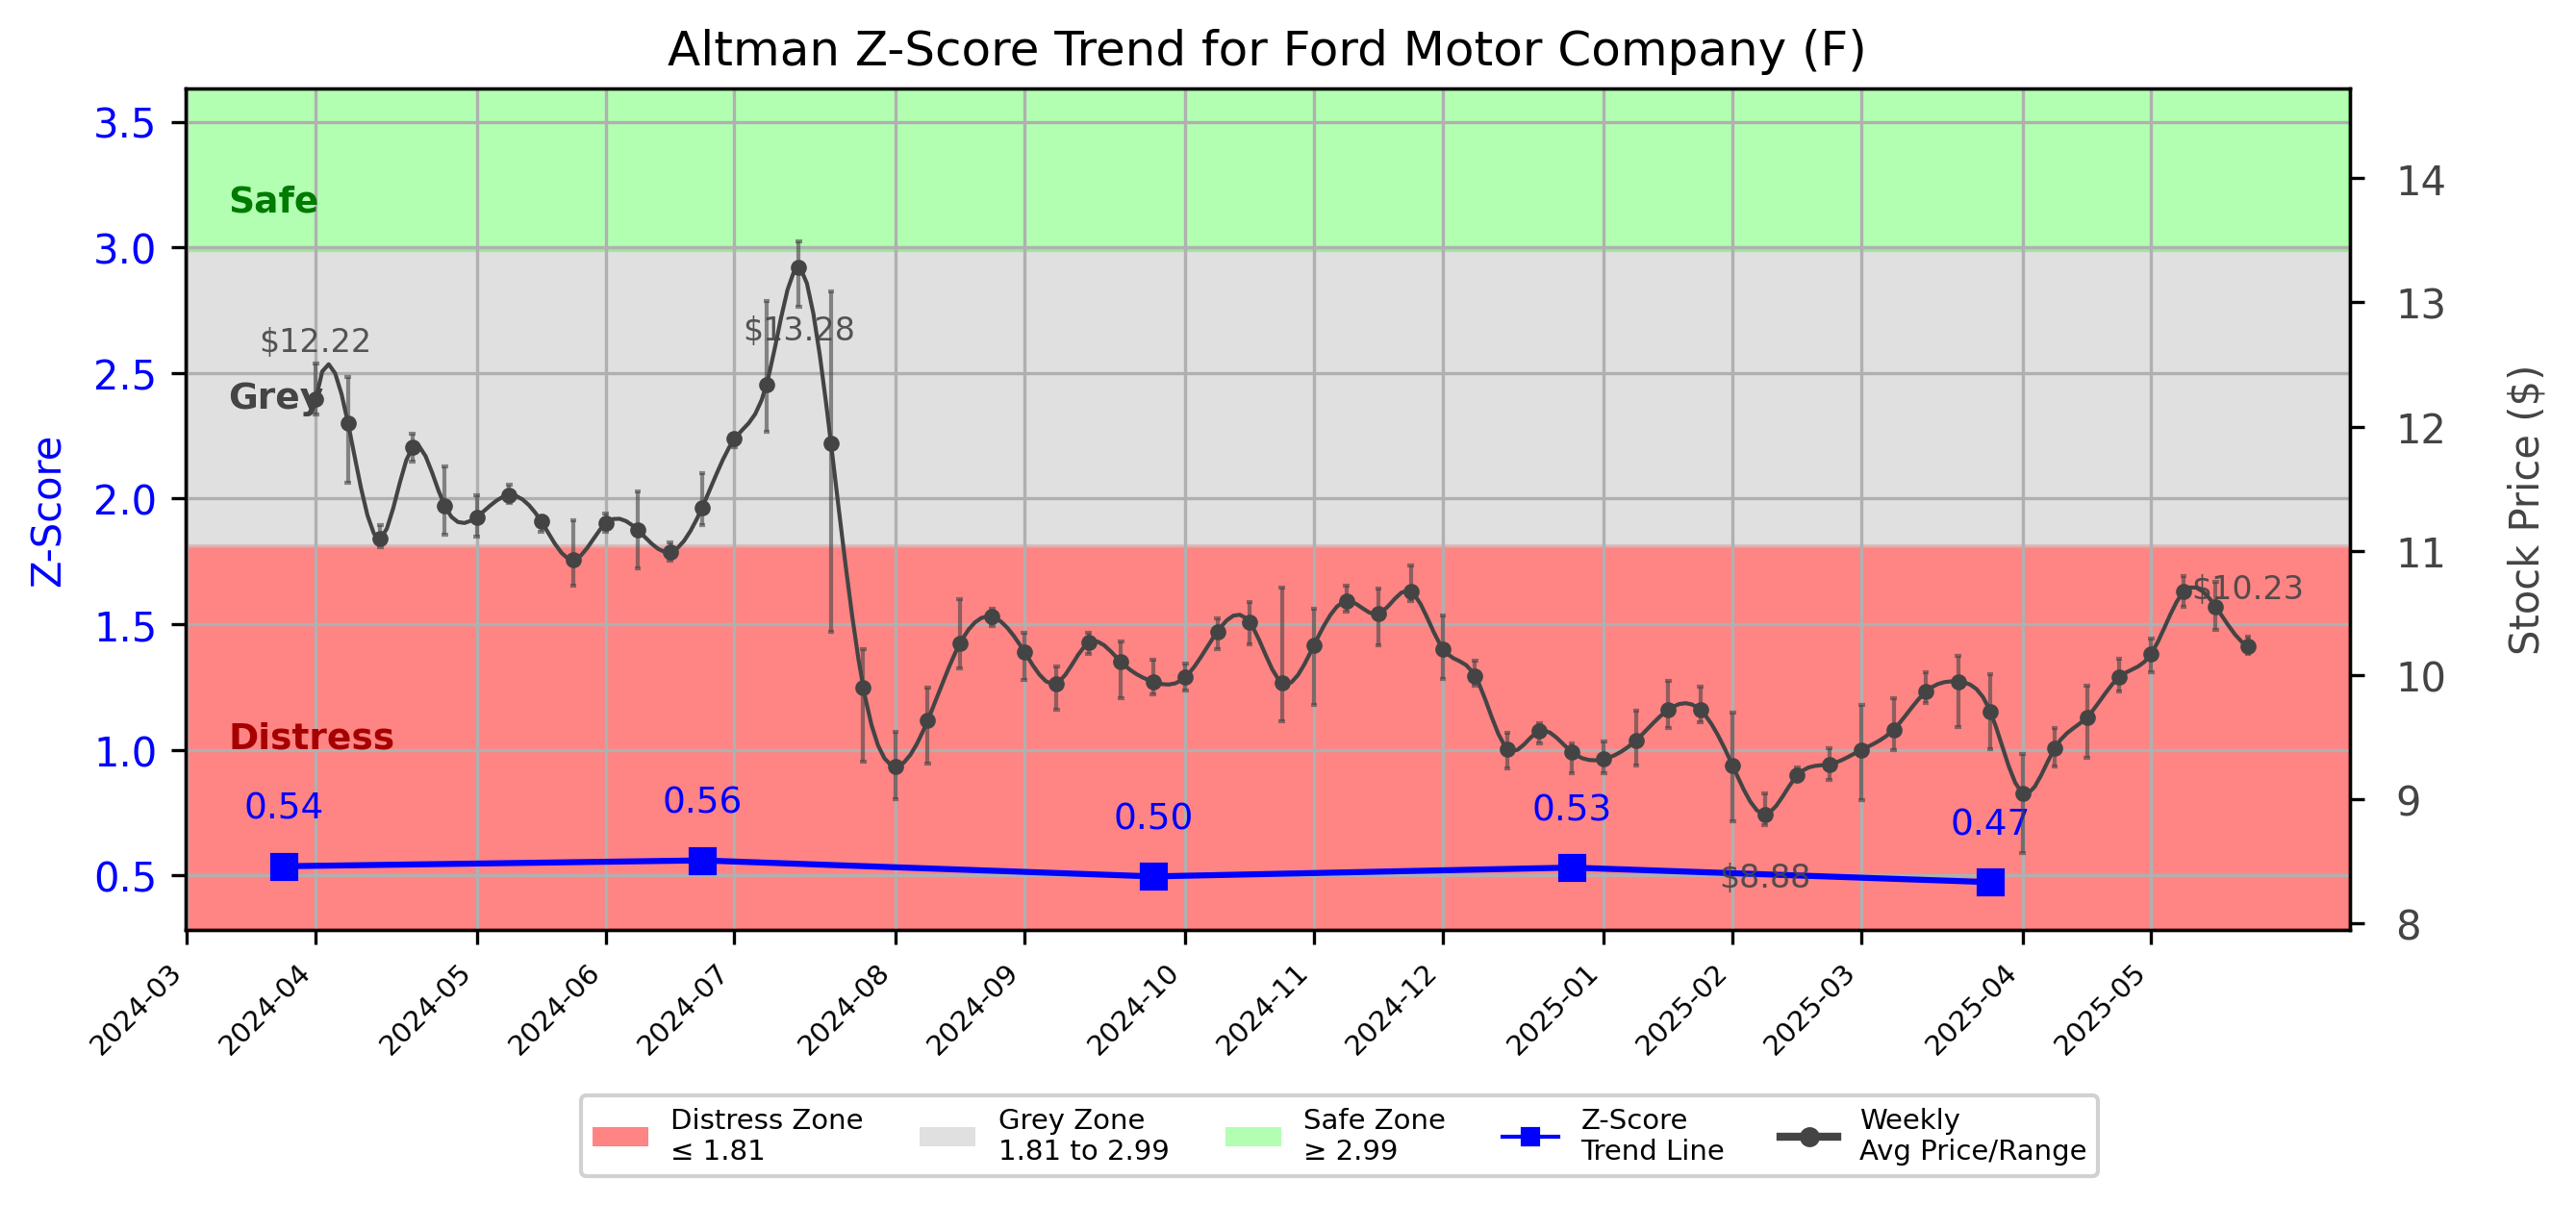 Altman Z-Score Trend for Ford Motor Company (F)
Z-Score
3.5
3.0
2.5
2.0
1.5
1.0
0.5
Safe
Grey
Distress
$12.22
$13.28
$8.88
$10.23
0.54
0.56
0.50
0.53
0.47
14
13
12
11
10
9
8
Stock Price ($)
2024-03
2024-04
2024-05
2024-06
2024-07
2024-08
2024-09
2024-10
2024-11
2024-12
2025-01
2025-02
2025-03
2025-04
2025-05
Distress Zone
≤ 1.81
Grey Zone
1.81 to 2.99
Safe Zone
≥ 2.99
Z-Score
Trend Line
Weekly
Avg Price/Range